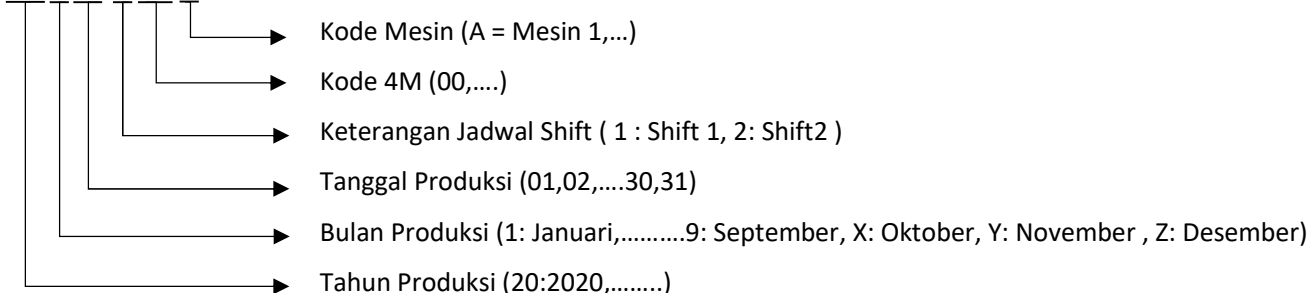 Kode Mesin (A = Mesin 1,…)
Kode 4M (00,….)
Keterangan Jadwal Shift ( 1 : Shift 1, 2: Shift2 )
Tanggal Produksi (01,02,….30,31)
Bulan Produksi (1: Januari,……….9: September, X: Oktober, Y: November , Z: Desember)
Tahun Produksi (20:2020,……..)